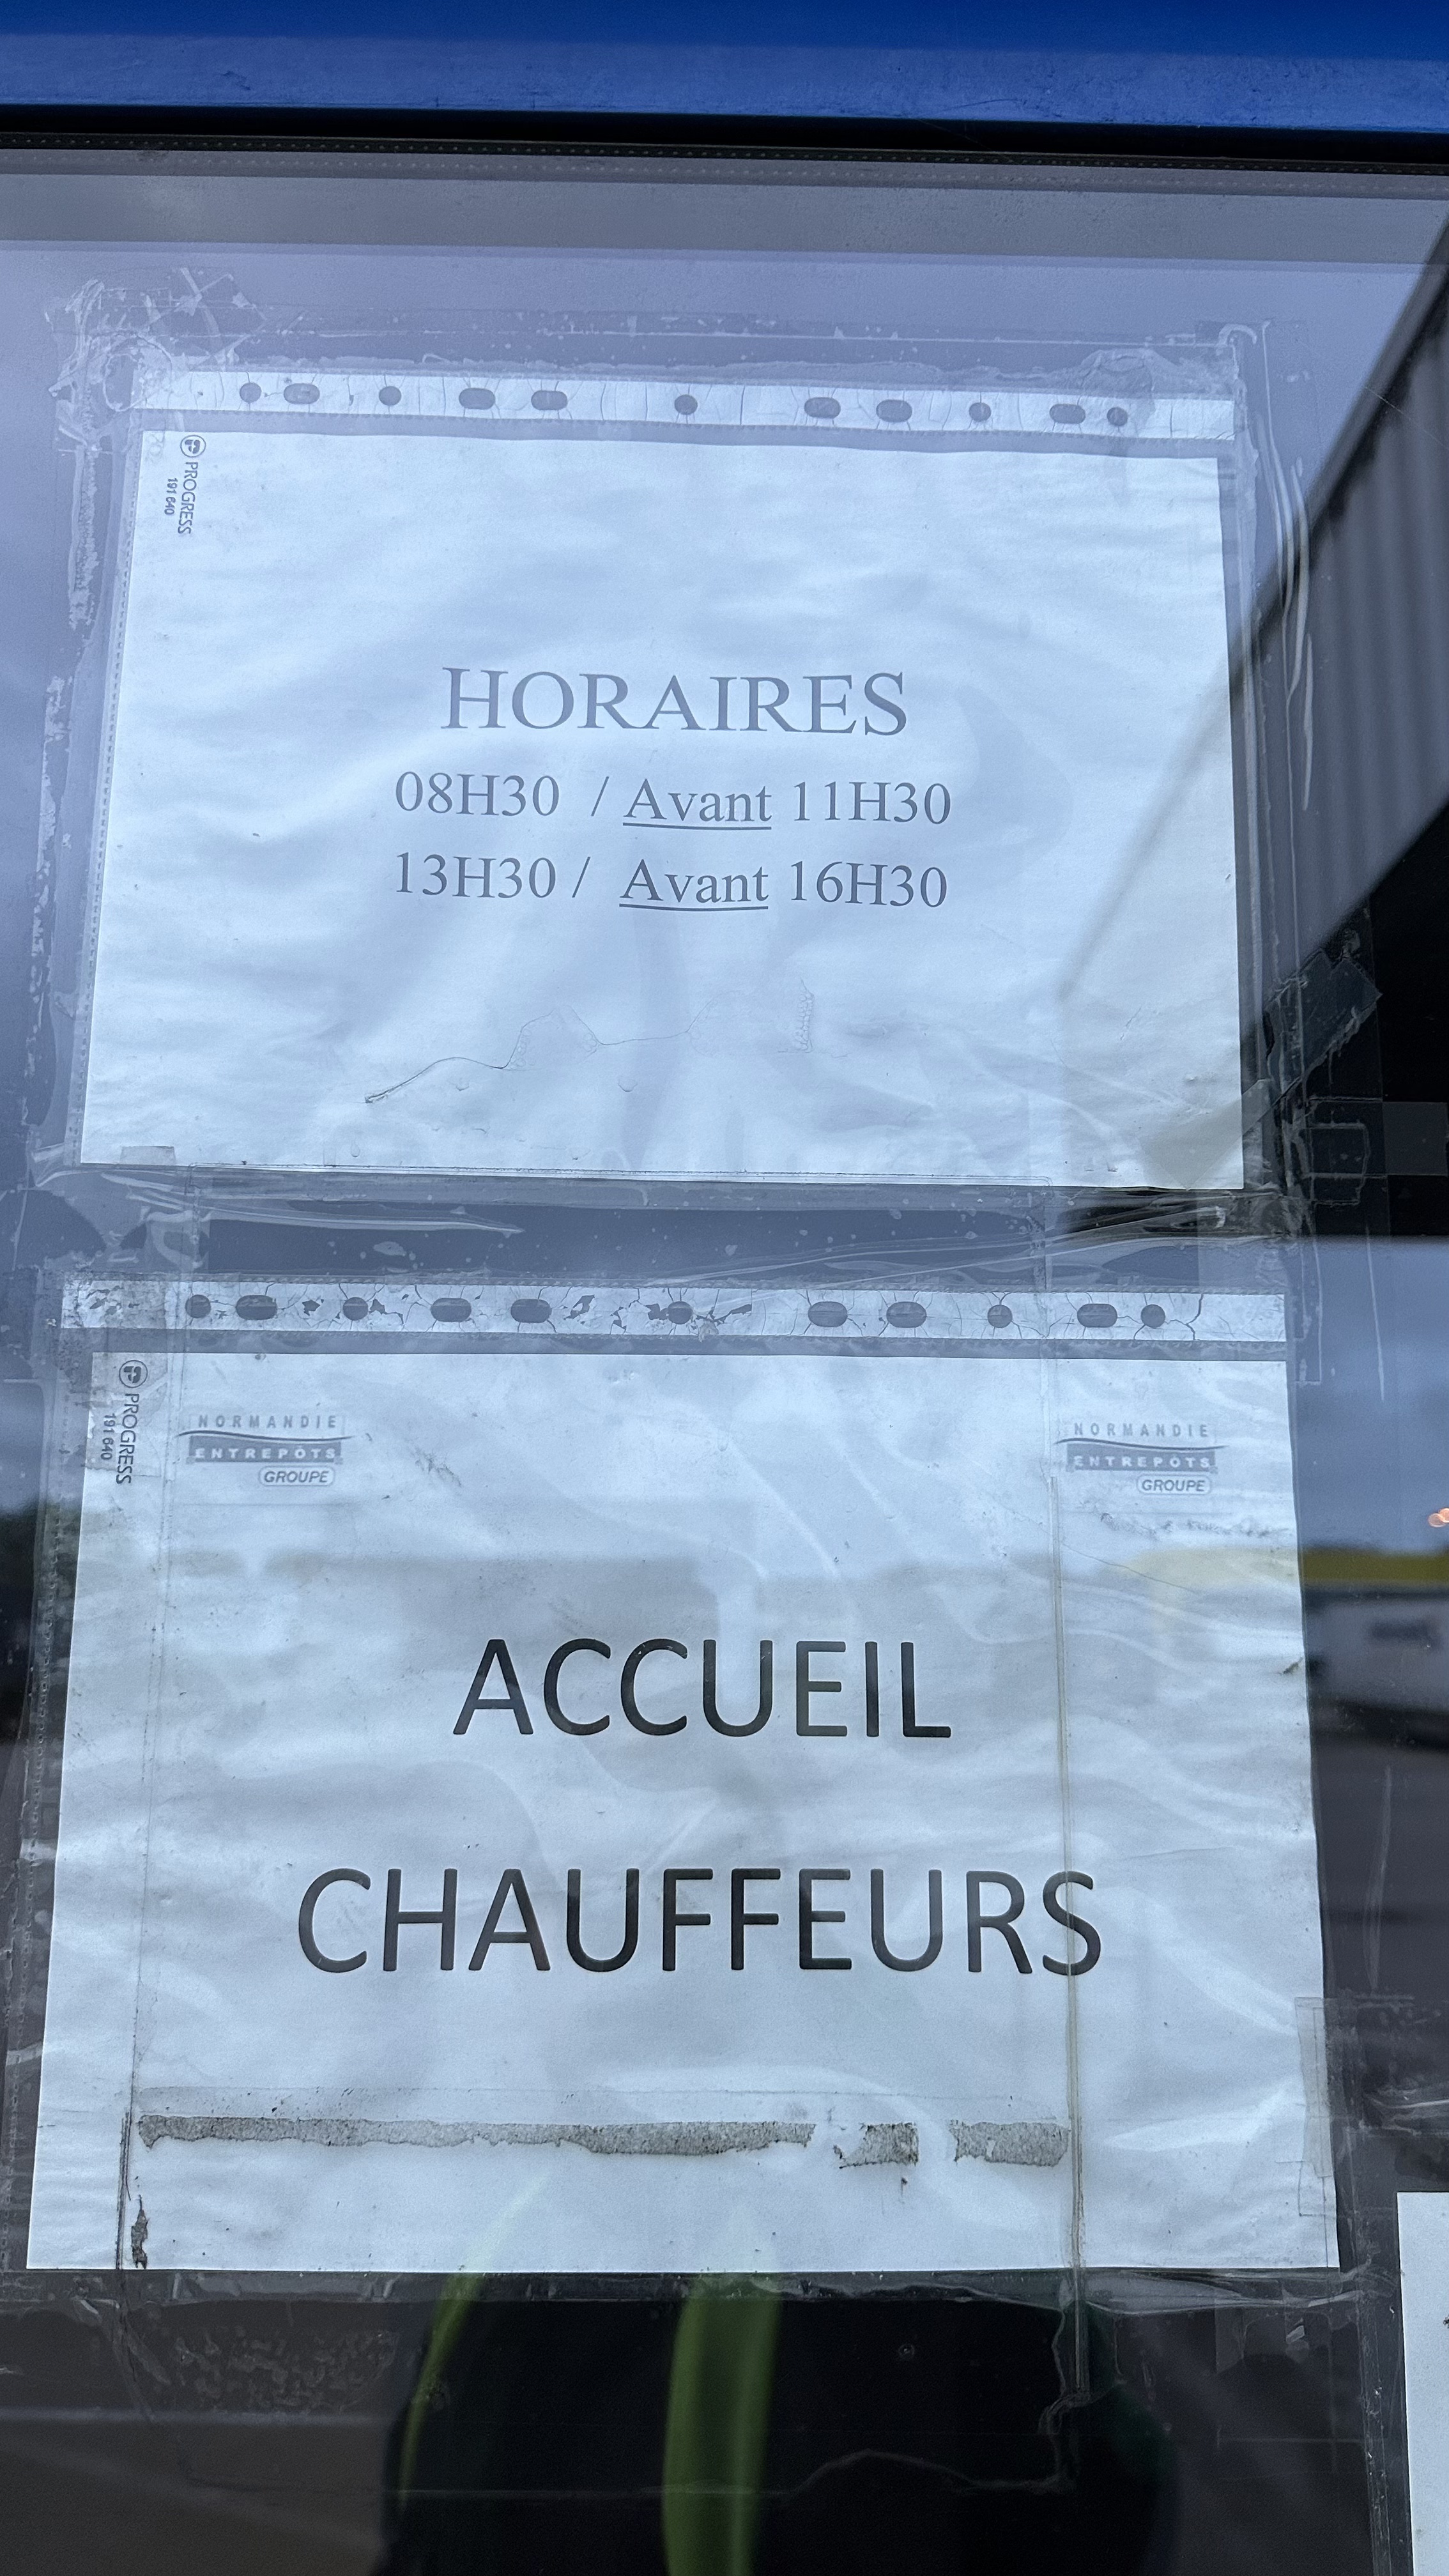 PROGRESS
191 640
HORAIRES
08H30 / Avant 11H30
13H30 / Avant 16H30
PROGRESS
191 640
NORMANDIE
ENTREPÔTS
GROUPE
NORMANDIE
ENTREPÔTS
GROUPE
ACCUEIL
CHAUFFEURS